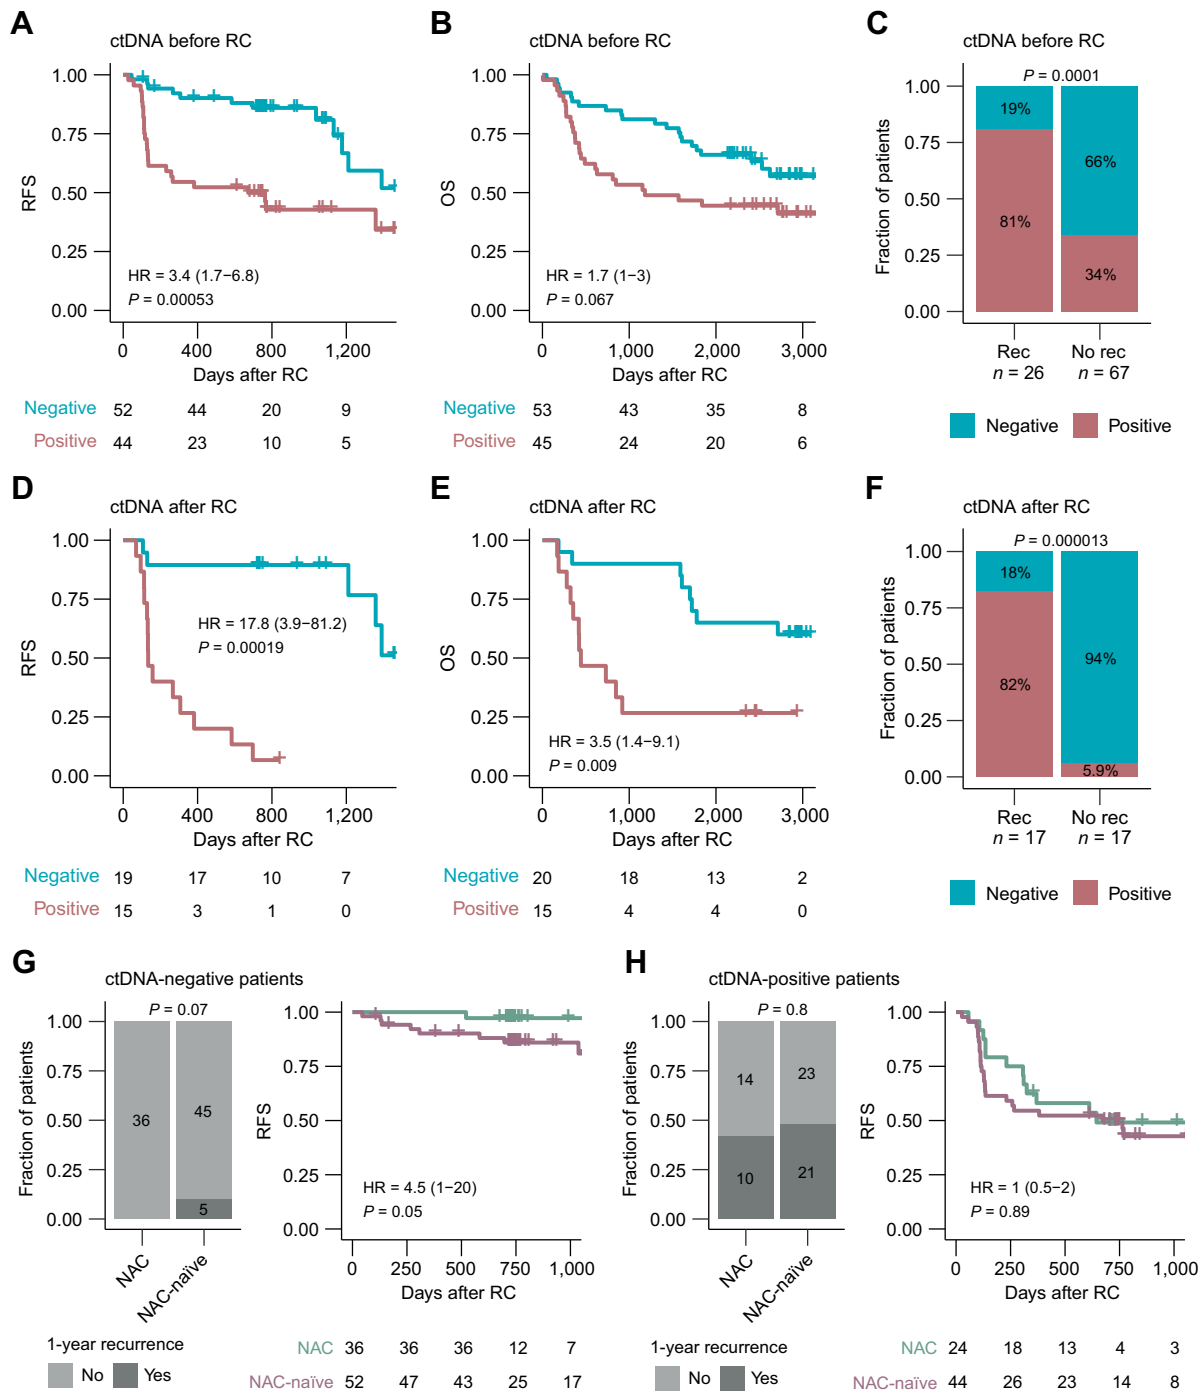 A
ctDNA before RC
1.00
0.75
0.50
0.25
0.00
RFS
HR = 3.4 (1.7–6.8)
P = 0.00053
0 400 800 1,200
Days after RC
Negative 52 44 20 9
Positive 44 23 10 5
B
ctDNA before RC
1.00
0.75
0.50
0.25
0.00
OS
HR = 1.7 (1–3)
P = 0.067
0 1,000 2,000 3,000
Days after RC
Negative 53 43 35 8
Positive 45 24 20 6
C
ctDNA before RC
P = 0.0001
1.00
0.75
0.50
0.25
0.00
Fraction of patients
19%
81%
66%
34%
Rec
n = 26
No rec
n = 67
Negative Positive
D
ctDNA after RC
1.00
0.75
0.50
0.25
0.00
RFS
HR = 17.8 (3.9–81.2)
P = 0.00019
0 400 800 1,200
Days after RC
Negative 19 17 10 7
Positive 15 3 1 0
E
ctDNA after RC
1.00
0.75
0.50
0.25
0.00
OS
HR = 3.5 (1.4–9.1)
P = 0.009
0 1,000 2,000 3,000
Days after RC
Negative 20 18 13 2
Positive 15 4 4 0
F
ctDNA after RC
P = 0.000013
1.00
0.75
0.50
0.25
0.00
Fraction of patients
18%
82%
94%
5.9%
Rec
n = 17
No rec
n = 17
Negative Positive
G
ctDNA-negative patients
P = 0.07
1.00
0.75
0.50
0.25
0.00
Fraction of patients
36
45
5
NAC
NAC-naïve
1-year recurrence
No Yes
1.00
0.75
0.50
0.25
0.00
RFS
HR = 4.5 (1–20)
P = 0.05
0 250 500 750 1,000
Days after RC
NAC 36 36 36 12 7
NAC-naïve 52 47 43 25 17
H
ctDNA-positive patients
P = 0.8
1.00
0.75
0.50
0.25
0.00
Fraction of patients
14
10
23
21
NAC
NAC-naïve
1-year recurrence
No Yes
1.00
0.75
0.50
0.25
0.00
RFS
HR = 1 (0.5–2)
P = 0.89
0 250 500 750 1,000
Days after RC
NAC 24 18 13 4 3
NAC-naïve 44 26 23 14 8